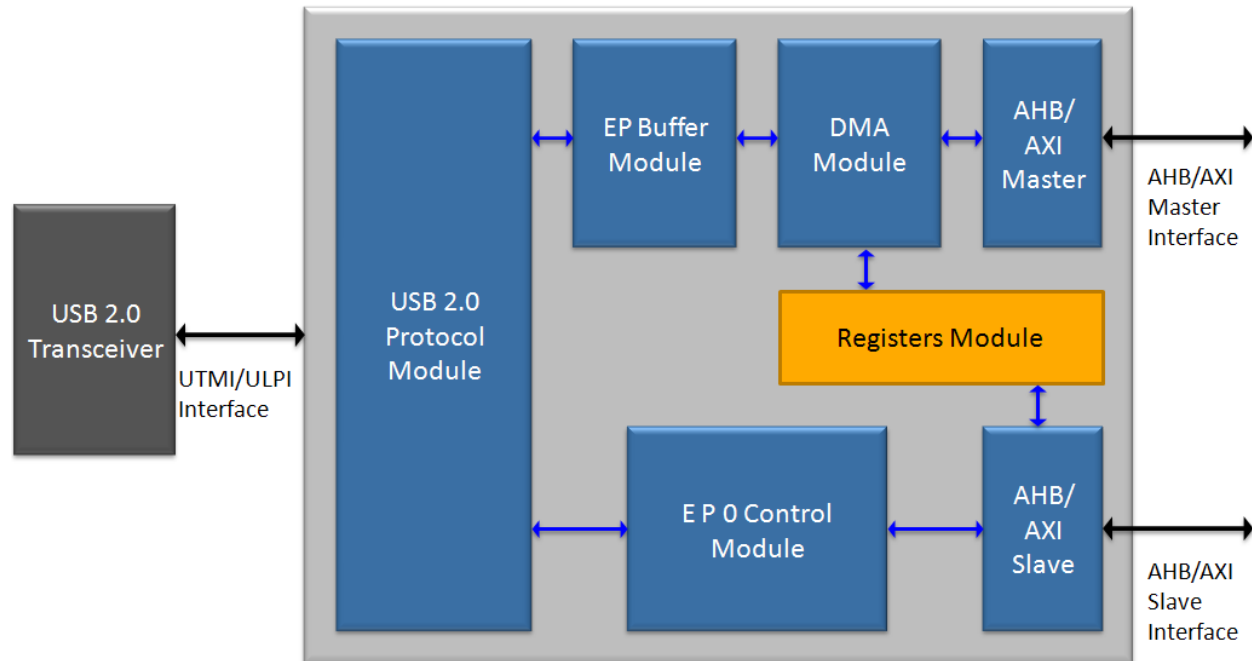 USB 2.0
Transceiver
UTMI/ULPI
Interface
USB 2.0
Protocol
Module
EP Buffer
Module
DMA
Module
AHB/
AXI
Master
AHB/AXI
Master
Interface
Registers Module
E P 0 Control
Module
AHB/
AXI
Slave
AHB/AXI
Slave
Interface